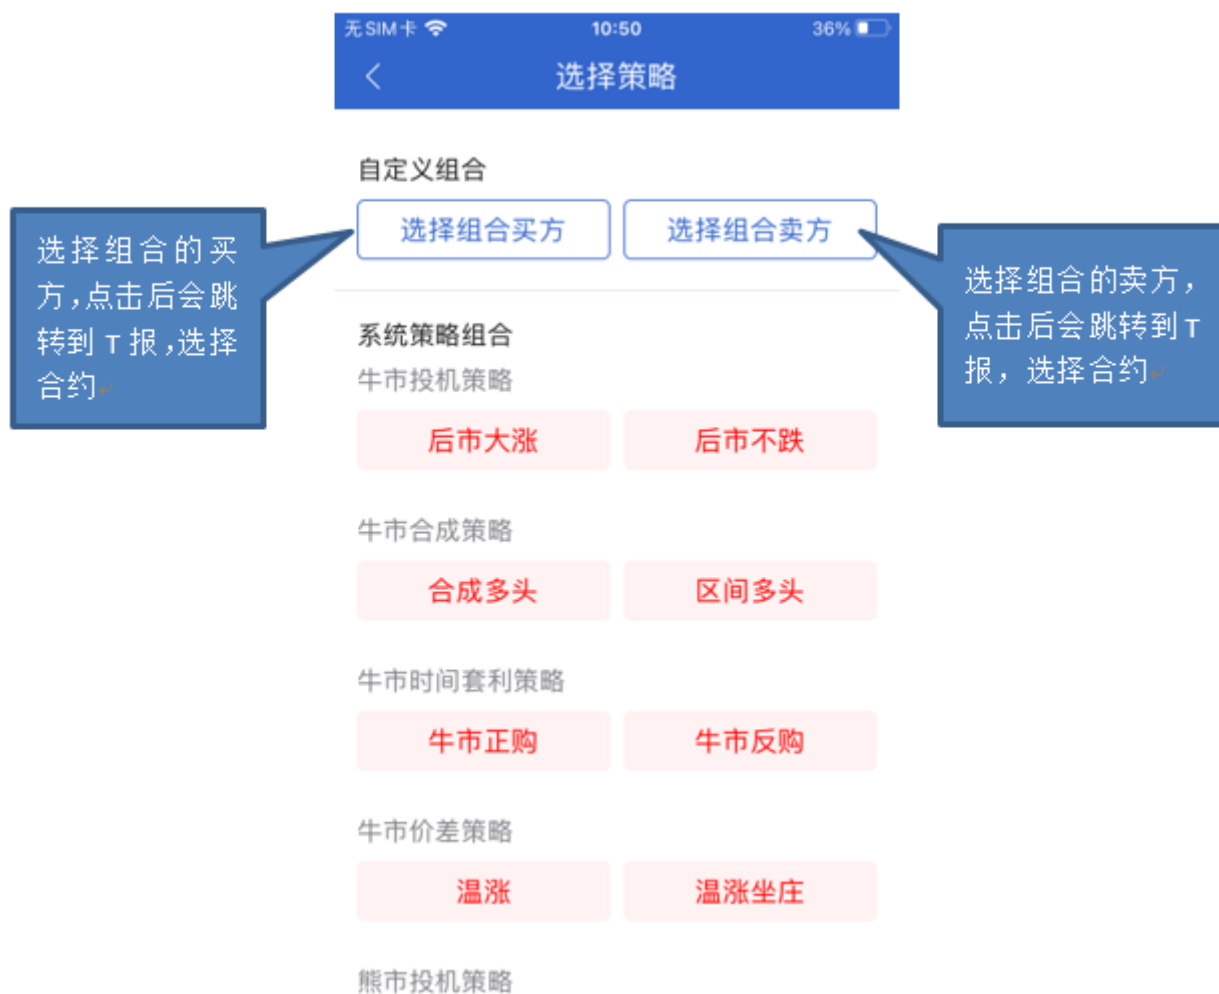 无SIM卡 10:50 36%
选择策略
自定义组合
选择组合买方 选择组合卖方
选择组合的买
方,点击后会跳
转到 T 报,选择
合约
选择组合的卖方,
点击后会跳转到 T
报, 选择合约
系统策略组合
牛市投机策略
后市大涨 后市不跌
牛市合成策略
合成多头 区间多头
牛市时间套利策略
牛市正购 牛市反购
牛市价差策略
温涨 温涨坐庄
熊市投机策略